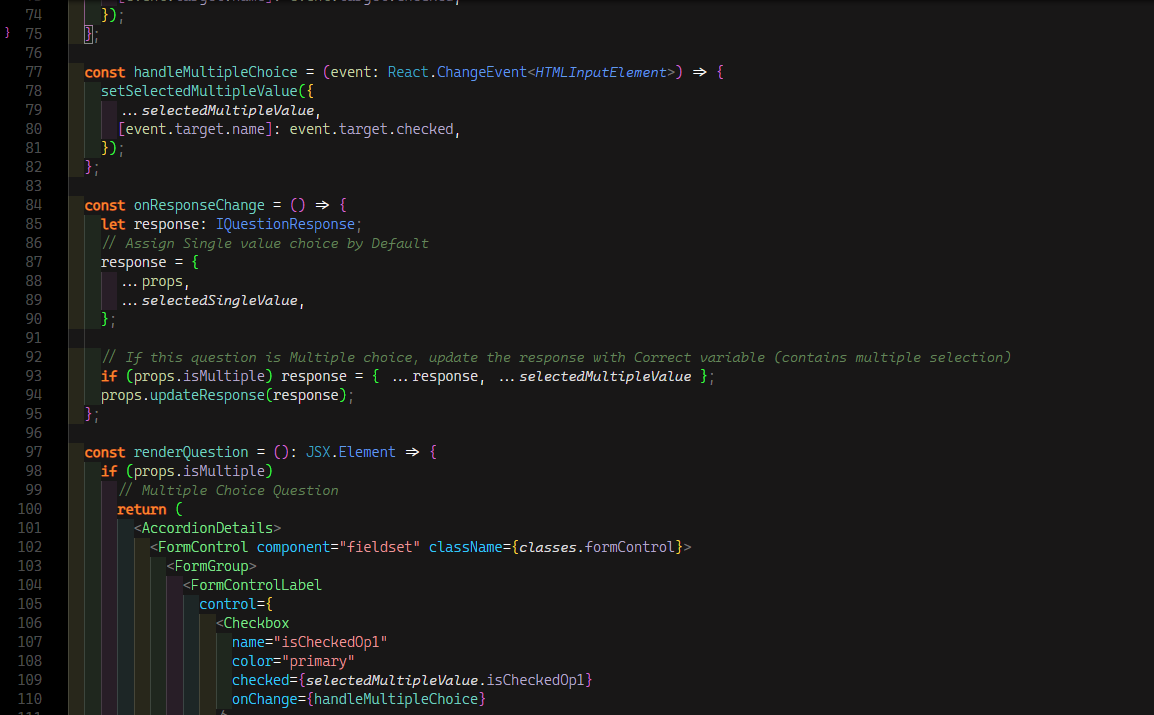 [event.target.name]: event.target.checked,
74 });
} 75 };
76
77 const handleMultipleChoice = (event: React.ChangeEvent<HTMLInputElement>) => {
78 setSelectedMultipleValue({
79 ...selectedMultipleValue,
80 [event.target.name]: event.target.checked,
81 });
82 };
83
84 const onResponseChange = () => {
85 let response: IQuestionResponse;
86 // Assign Single value choice by Default
87 response = {
88 ...props,
89 ...selectedSingleValue,
90 };
91
92 // If this question is Multiple choice, update the response with Correct variable (contains multiple selection)
93 if (props.isMultiple) response = { ...response, ...selectedMultipleValue };
94 props.updateResponse(response);
95 };
96
97 const renderQuestion = (): JSX.Element => {
98 if (props.isMultiple)
99 // Multiple Choice Question
100 return (
101 <AccordionDetails>
102 <FormControl component="fieldset" className={classes.formControl}>
103 <FormGroup>
104 <FormControlLabel
105 control={
106 <Checkbox
107 name="isCheckedOp1"
108 color="primary"
109 checked={selectedMultipleValue.isCheckedOp1}
110 onChange={handleMultipleChoice}